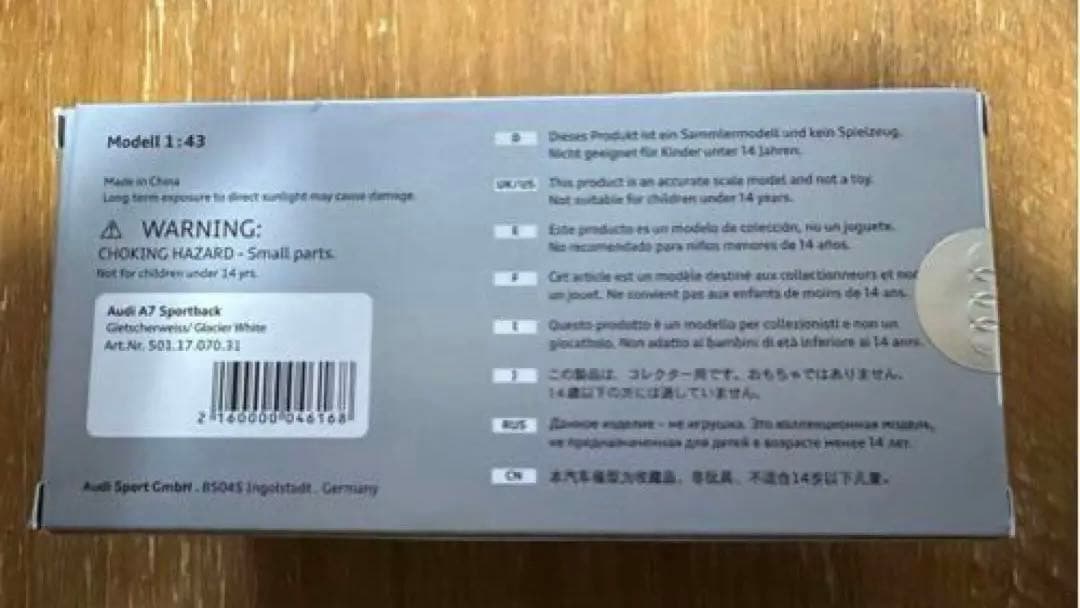 Modell 1:43
Made in China
Long term exposure to direct sunlight may cause damage.
WARNING:
CHOKING HAZARD - Small parts.
Not for children under 14 yrs.
Audi A7 Sportback
Gletscherweiss/ Glacier White
Art.Nr. 501.17.070.31
2 160000 046168
Audi Sport GmbH . 85045 Ingolstadt . Germany
D Dieses Produkt ist ein Sammlermodell und kein Spielzeug.
Nicht geeignet für Kinder unter 14 Jahren.
UK/US This product is an accurate scale model and not a toy.
Not suitable for children under 14 years.
E Este producto es un modelo de colección, no un juguete.
No recomendado para niños menores de 14 años.
F Cet article est un modèle destiné aux collectionneurs et non
un jouet. Ne convient pas aux enfants de moins de 14 ans.
I Questo prodotto è un modello per collezionisti e non un
giocattolo. Non adatto ai bambini di età inferiore ai 14 anni.
J この製品は、コレクター用です。おもちゃではありません。
14歳以下の方には適していません。
RUS Данное изделие - не игрушка. Это коллекционная модель,
не предназначенная для детей в возрасте менее 14 лет.
CN 本汽车模型为收藏品，非玩具，不适合14岁以下儿童。